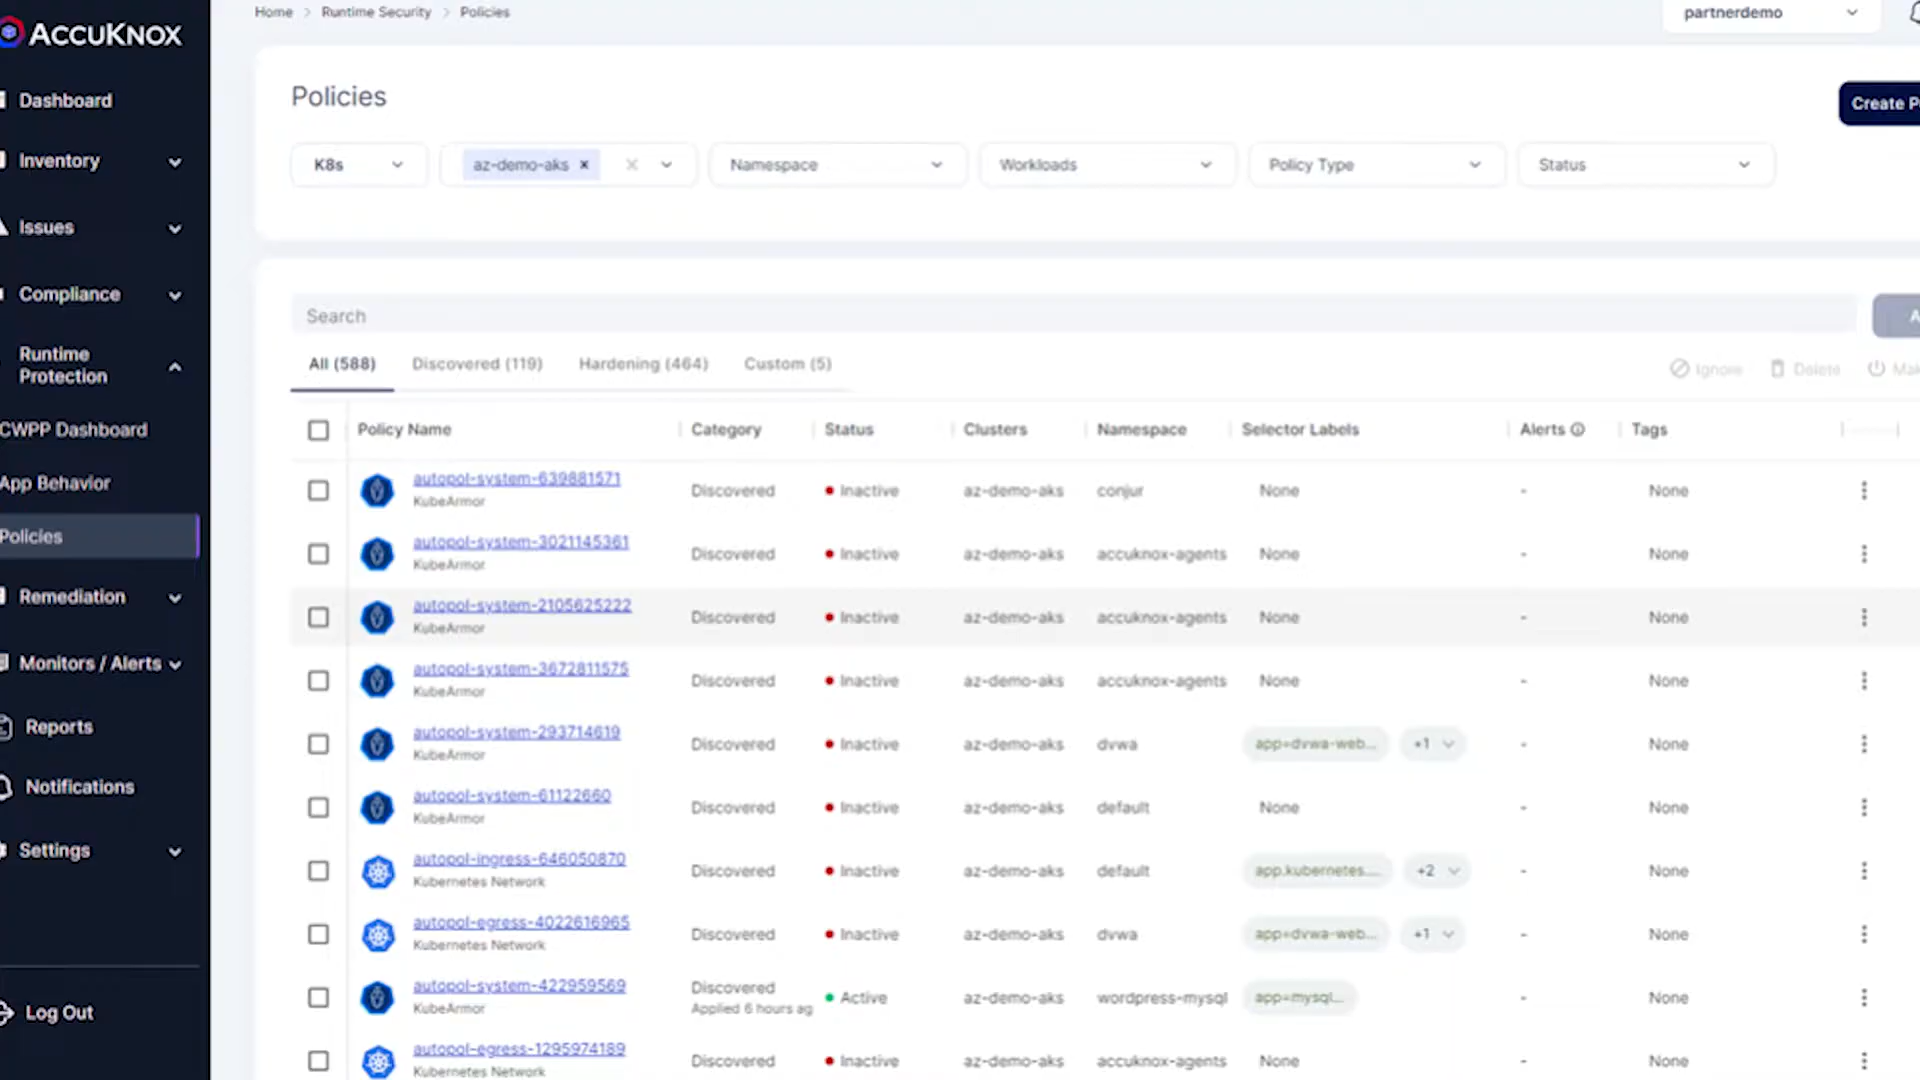 Home > Runtime Security > Policies
partnerdemo
ACCUKNOX
Dashboard
Inventory
Issues
Compliance
Runtime
Protection
CWPP Dashboard
App Behavior
Policies
Remediation
Monitors / Alerts
Reports
Notifications
Settings
Log Out
Policies
Create P
K8s
az-demo-aks ×
Namespace
Workloads
Policy Type
Status
Search
A
All (588)
Discovered (119)
Hardening (464)
Custom (5)
Ignore
Delete
Mak
Policy Name Category Status Clusters Namespace Selector Labels Alerts Tags
autopol-system-639881571
KubeArmor
Discovered Inactive az-demo-aks conjur None - None
autopol-system-3021145361
KubeArmor
Discovered Inactive az-demo-aks accuknox-agents None - None
autopol-system-2105625222
KubeArmor
Discovered Inactive az-demo-aks accuknox-agents None - None
autopol-system-3672811575
KubeArmor
Discovered Inactive az-demo-aks accuknox-agents None - None
autopol-system-293714619
KubeArmor
Discovered Inactive az-demo-aks dvwa app=dvwa-web... +1 - None
autopol-system-61122660
KubeArmor
Discovered Inactive az-demo-aks default None - None
autopol-ingress-646050870
Kubernetes Network
Discovered Inactive az-demo-aks default app.kubernetes.... +2 - None
autopol-egress-4022616965
Kubernetes Network
Discovered Inactive az-demo-aks dvwa app=dvwa-web... +1 - None
autopol-system-422959569
KubeArmor
Discovered
Applied 6 hours ag
Active az-demo-aks wordpress-mysql app=mysql... - None
autopol-egress-1295974189
Kubernetes Network
Discovered Inactive az-demo-aks accuknox-agents None - None